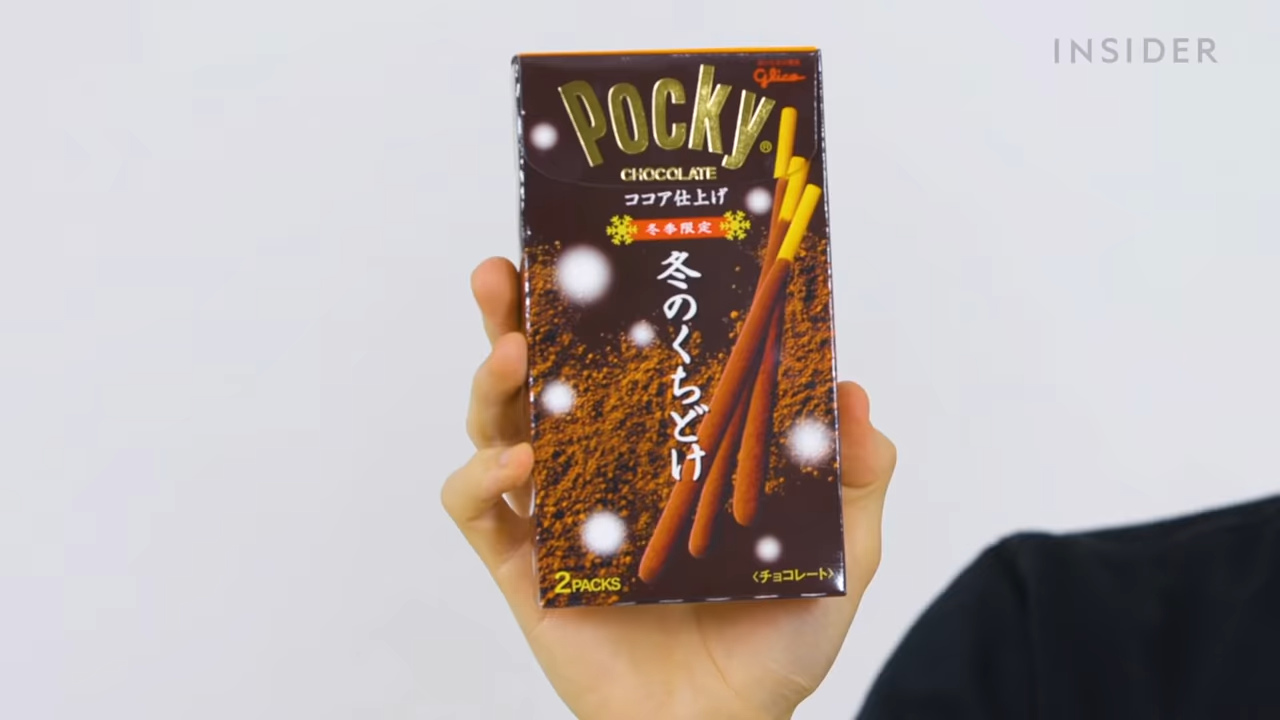 INSIDER
Glico
Pocky®
CHOCOLATE
ココア仕上げ
冬季限定
冬のくちどけ
2PACKS
〈チョコレート〉